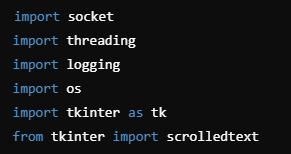 import socket
import threading
import logging
import os
import tkinter as tk
from tkinter import scrolledtext